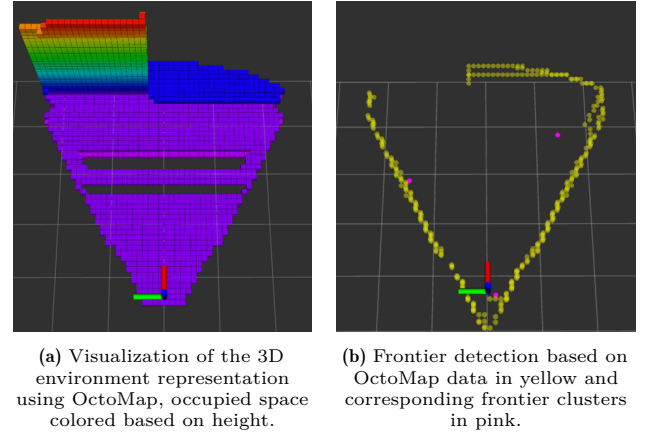 (a) Visualization of the 3D
environment representation
using OctoMap, occupied space
colored based on height.
(b) Frontier detection based on
OctoMap data in yellow and
corresponding frontier clusters
in pink.